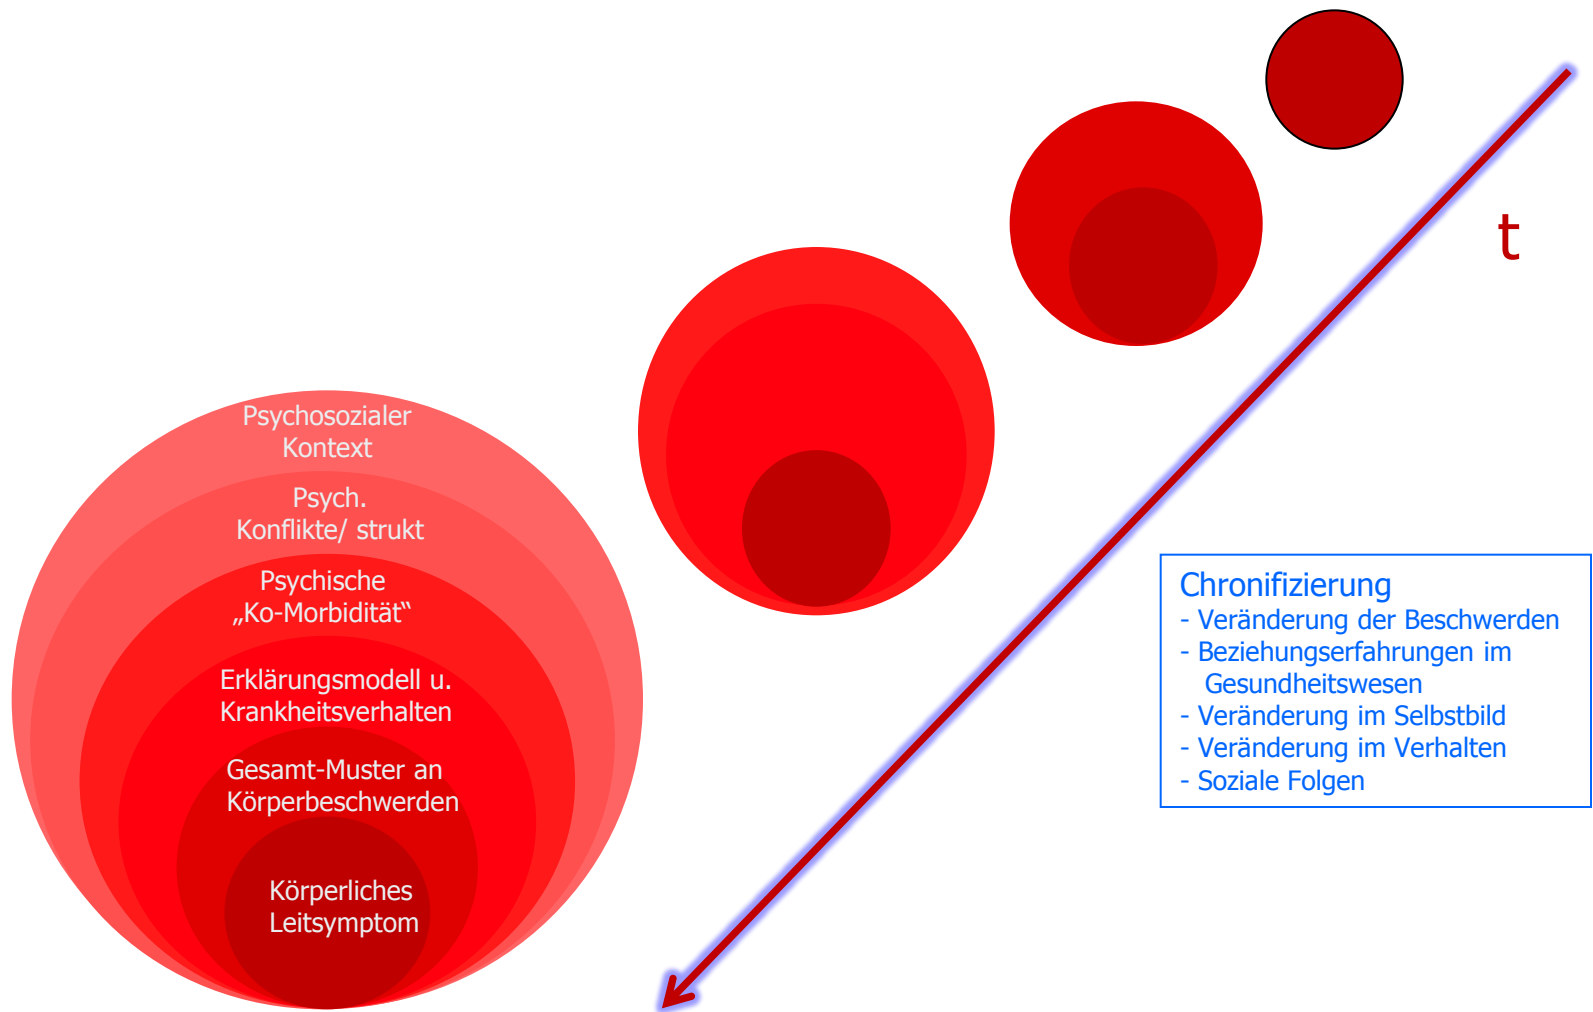 t
Psychosozialer
Kontext
Psych.
Konflikte/ strukt
Psychische
„Ko-Morbidität“
Erklärungsmodell u.
Krankheitsverhalten
Gesamt-Muster an
Körperbeschwerden
Körperliches
Leitsymptom
Chronifizierung
- Veränderung der Beschwerden
- Beziehungserfahrungen im
Gesundheitswesen
- Veränderung im Selbstbild
- Veränderung im Verhalten
- Soziale Folgen